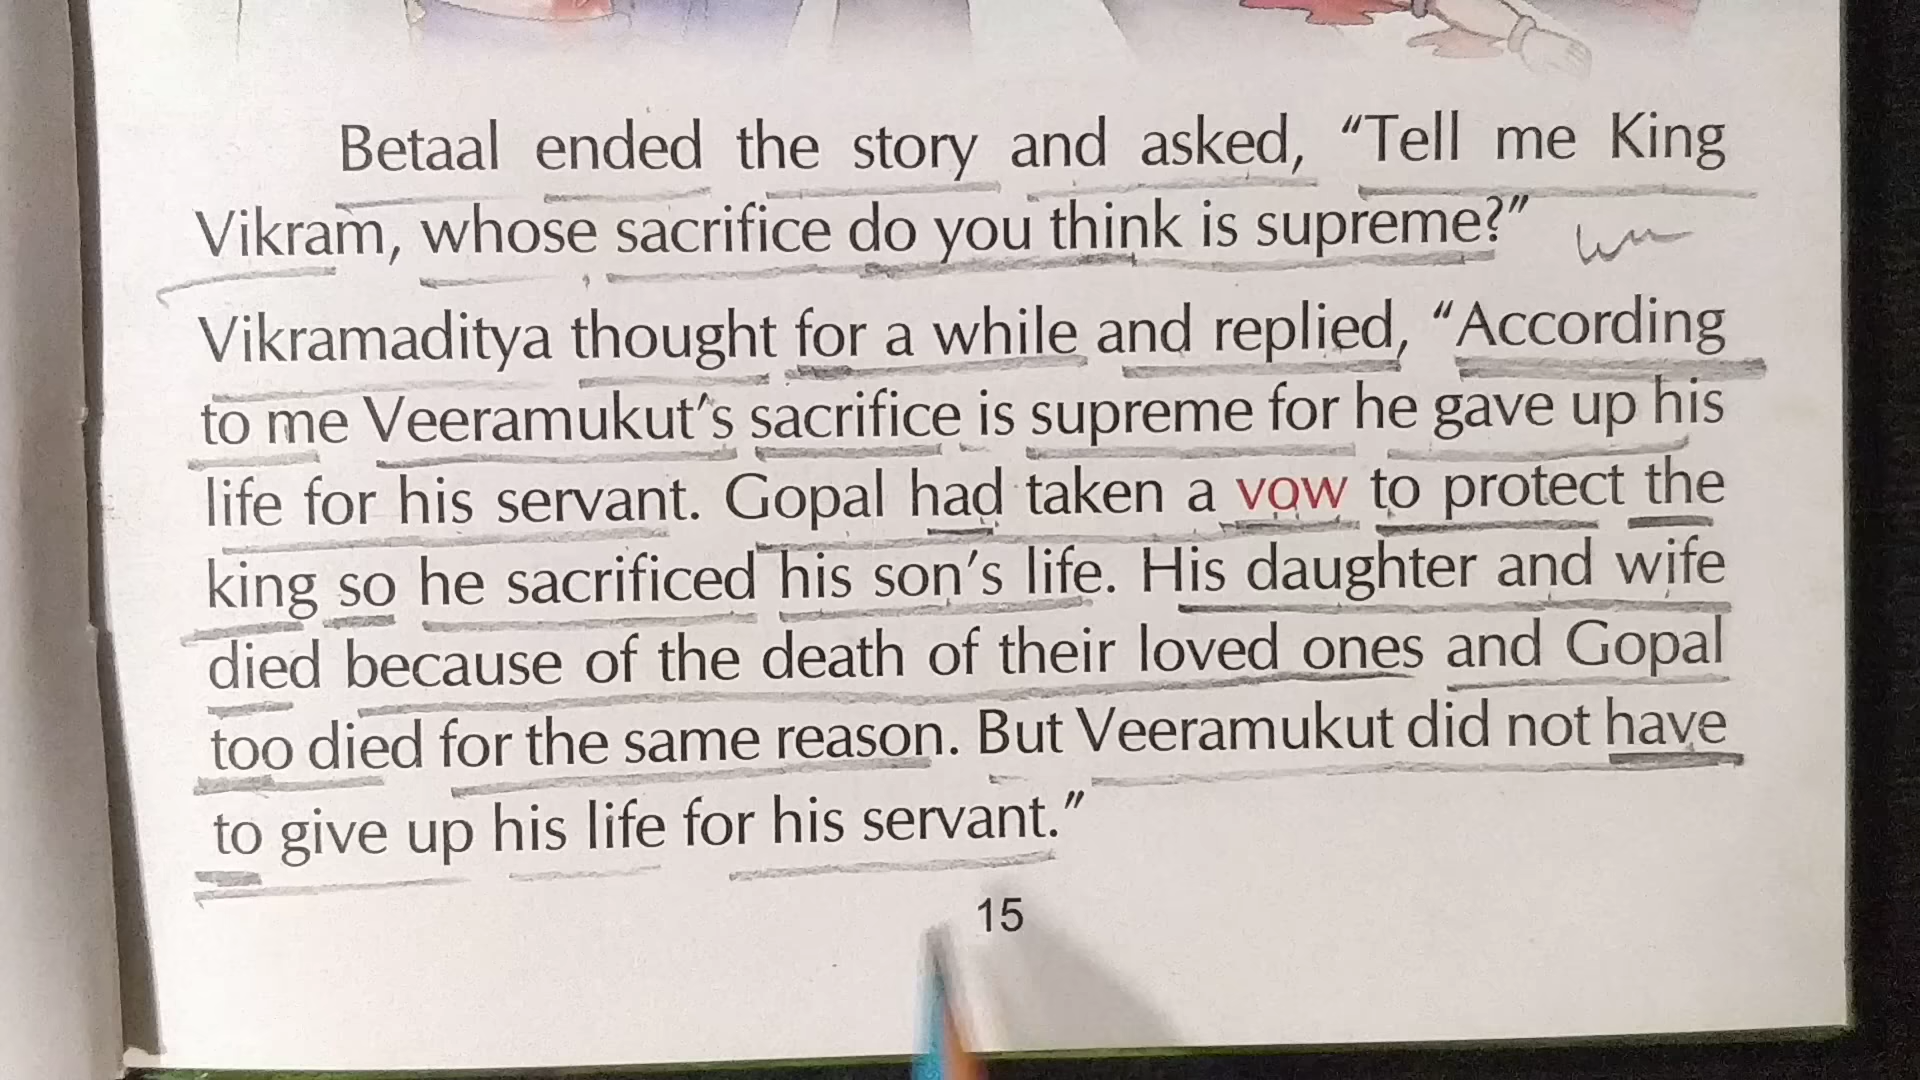 Betaal ended the story and asked, “Tell me King
Vikram, whose sacrifice do you think is supreme?”
Vikramaditya thought for a while and replied, “According
to me Veeramukut’s sacrifice is supreme for he gave up his
life for his servant. Gopal had taken a vow to protect the
king so he sacrificed his son’s life. His daughter and wife
died because of the death of their loved ones and Gopal
too died for the same reason. But Veeramukut did not have
to give up his life for his servant.”
15